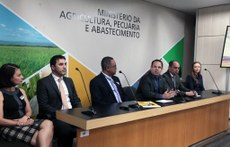 MINISTÉRIO DA
AGRICULTURA, PECUÁRIA
E ABASTECIMENTO